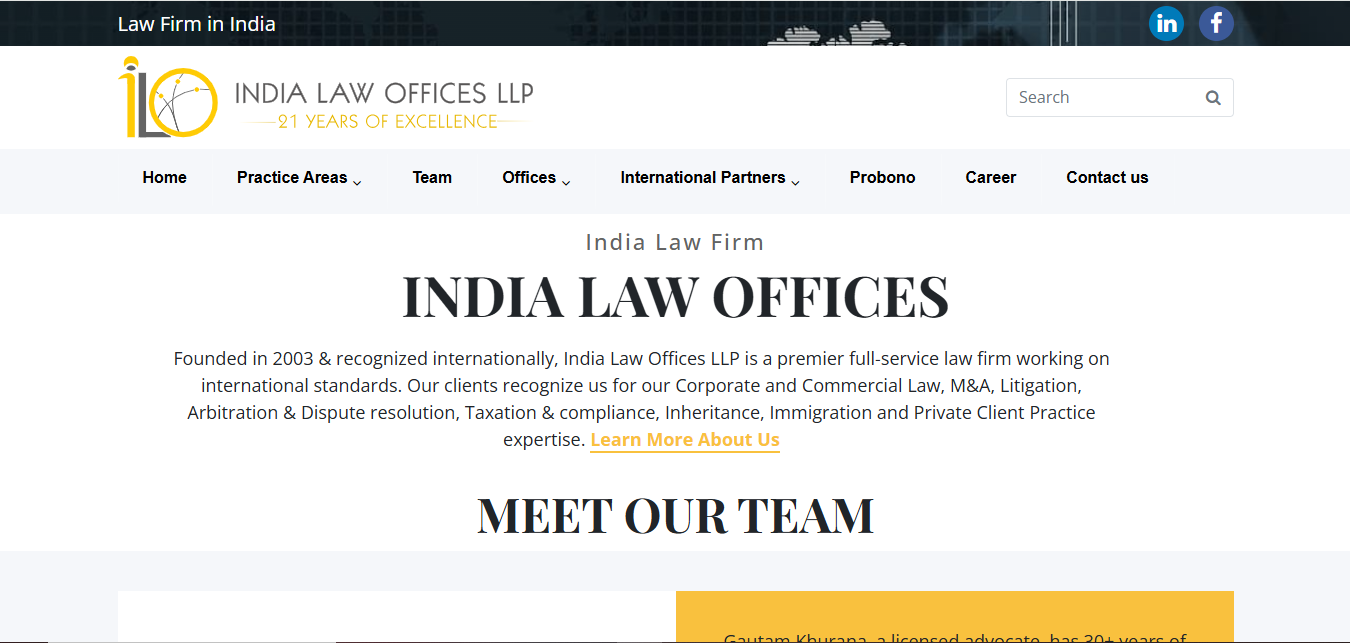 Law Firm in India
in f
iLO INDIA LAW OFFICES LLP
21 YEARS OF EXCELLENCE
Search
Home Practice Areas Team Offices International Partners Probono Career Contact us
India Law Firm
INDIA LAW OFFICES
Founded in 2003 & recognized internationally, India Law Offices LLP is a premier full-service law firm working on
international standards. Our clients recognize us for our Corporate and Commercial Law, M&A, Litigation,
Arbitration & Dispute resolution, Taxation & compliance, Inheritance, Immigration and Private Client Practice
expertise. Learn More About Us
MEET OUR TEAM
Gautam Khurana, a licensed advocate, has 30+ years of